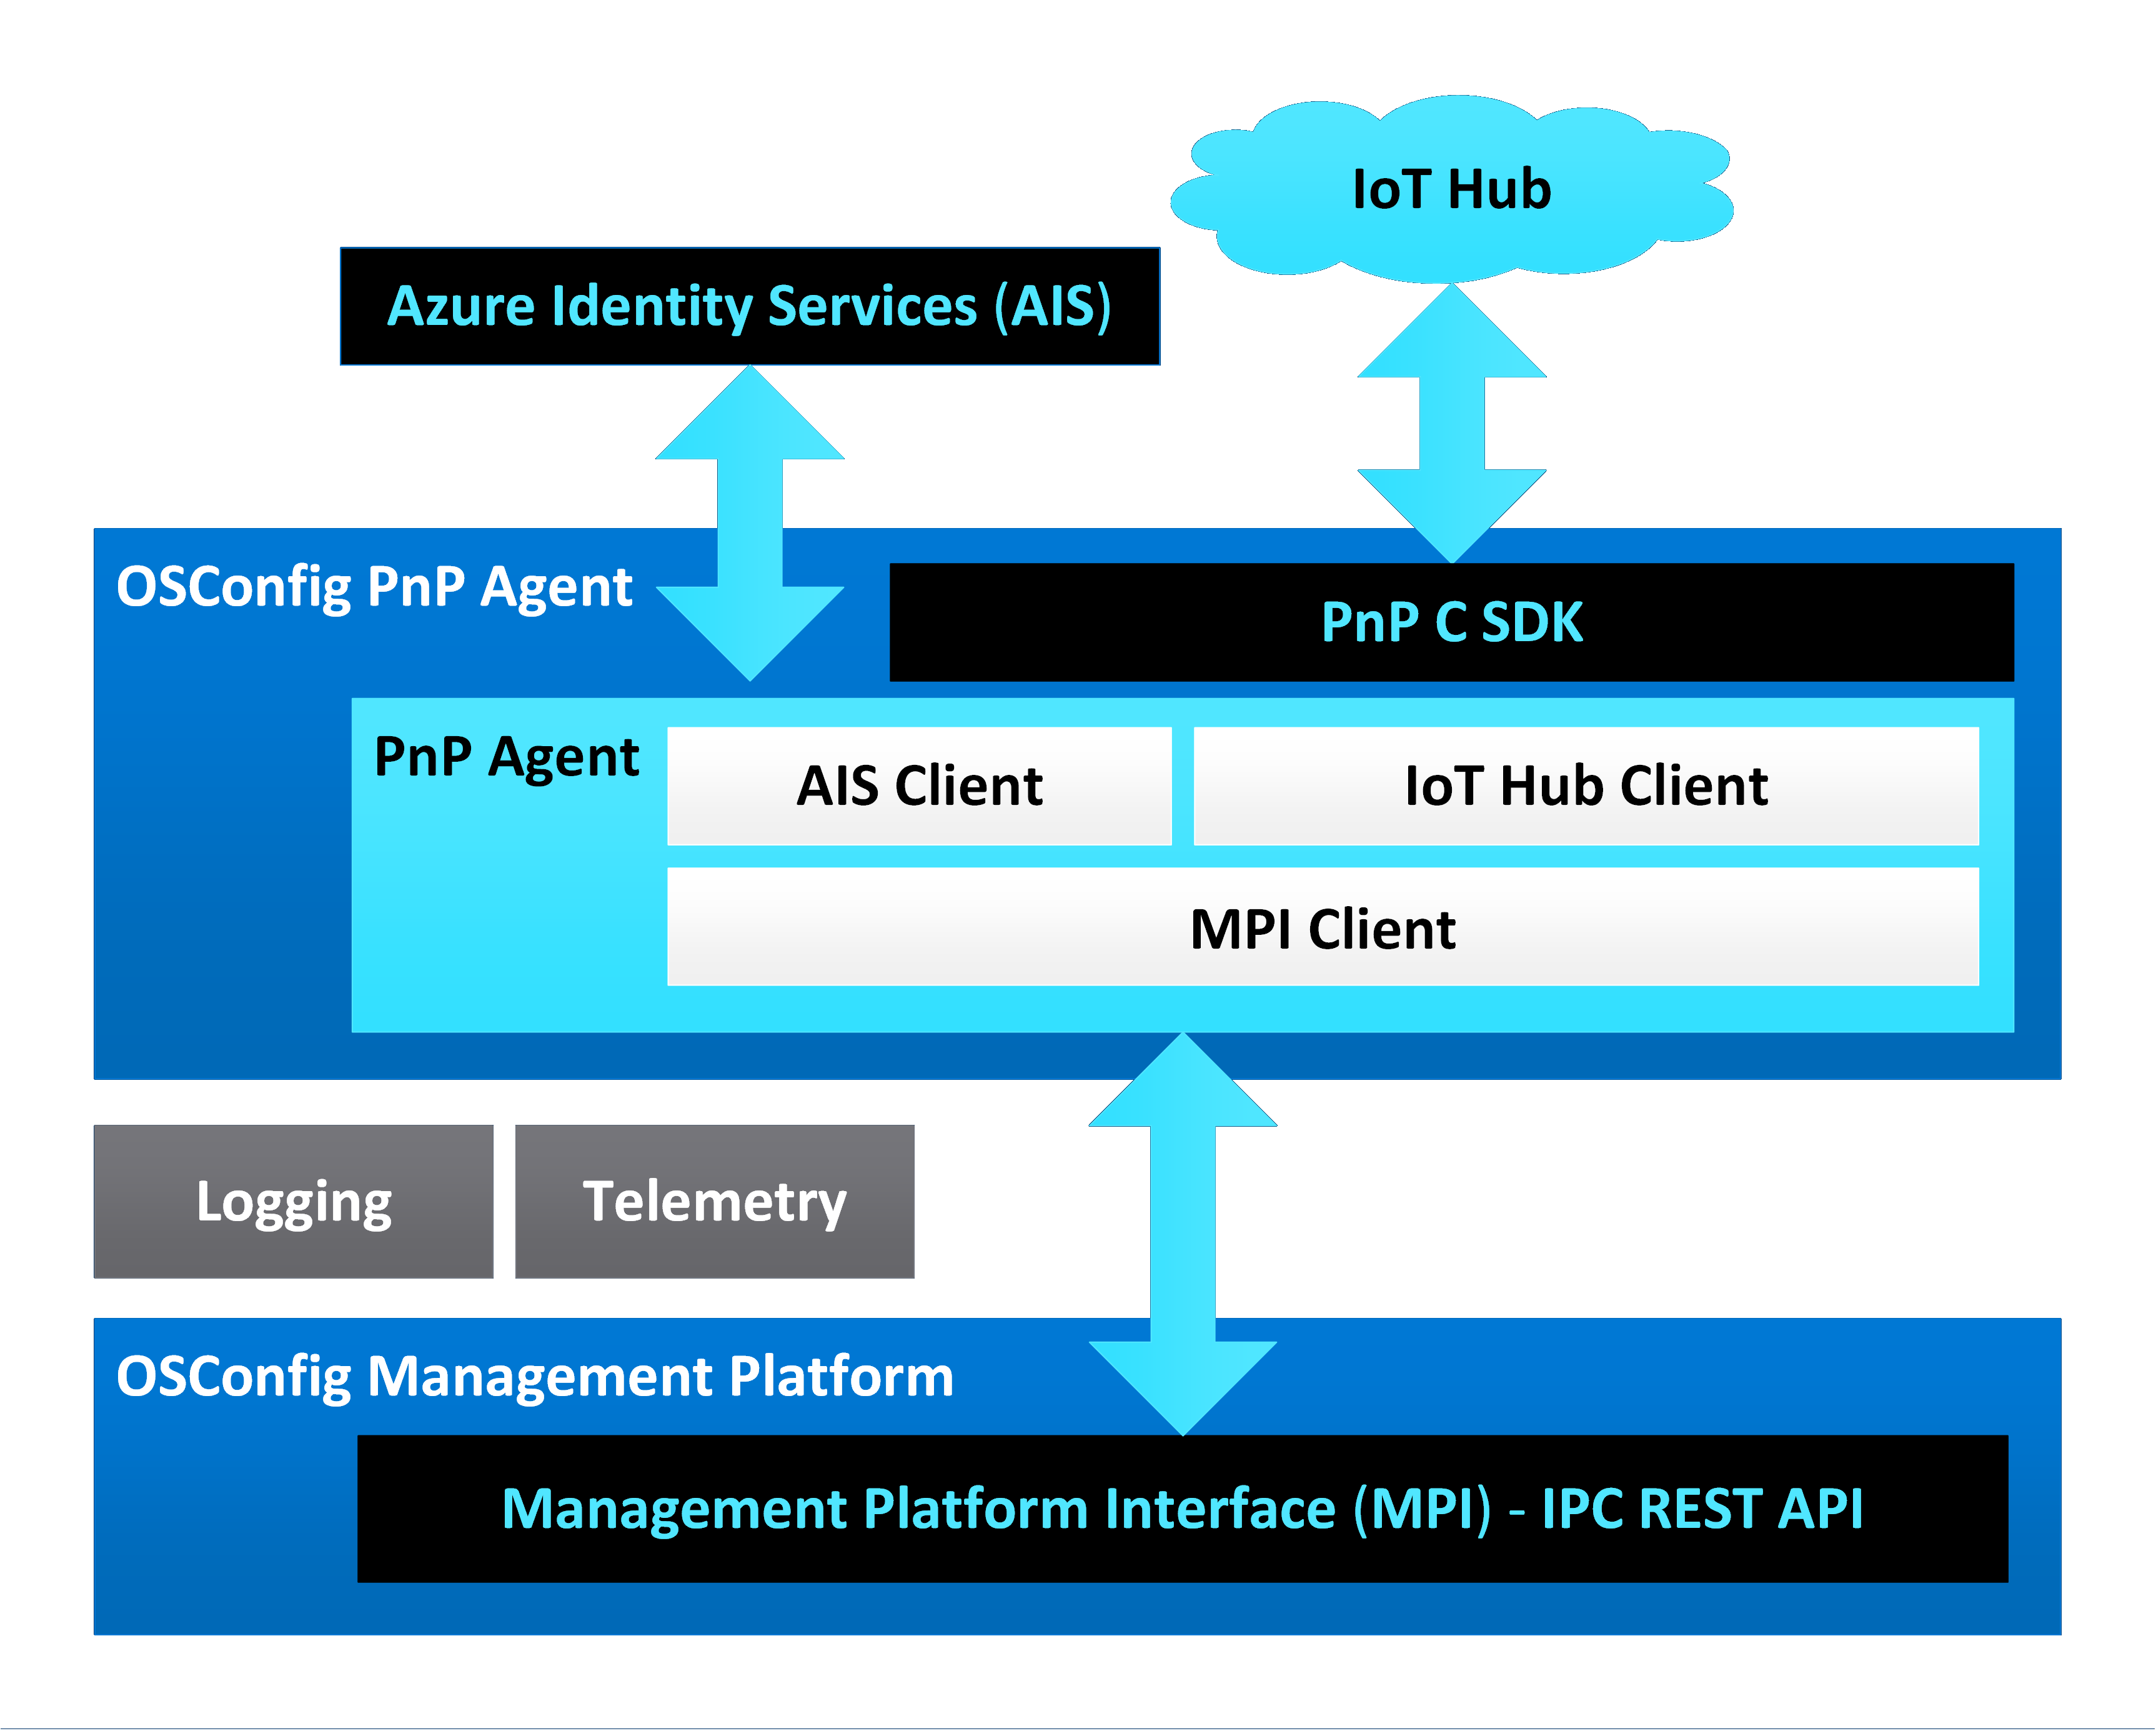 IoT Hub
Azure Identity Services (AIS)
OSConfig PnP Agent
PnP C SDK
PnP Agent
AIS Client
IoT Hub Client
MPI Client
Logging
Telemetry
OSConfig Management Platform
Management Platform Interface (MPI) - IPC REST API